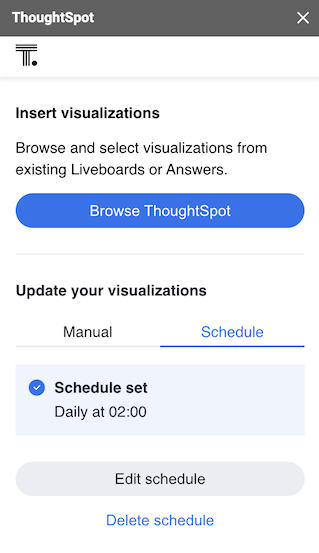 ThoughtSpot
T.
Insert visualizations
Browse and select visualizations from
existing Liveboards or Answers.
Browse ThoughtSpot
Update your visualizations
Manual
Schedule
Schedule set
Daily at 02:00
Edit schedule
Delete schedule